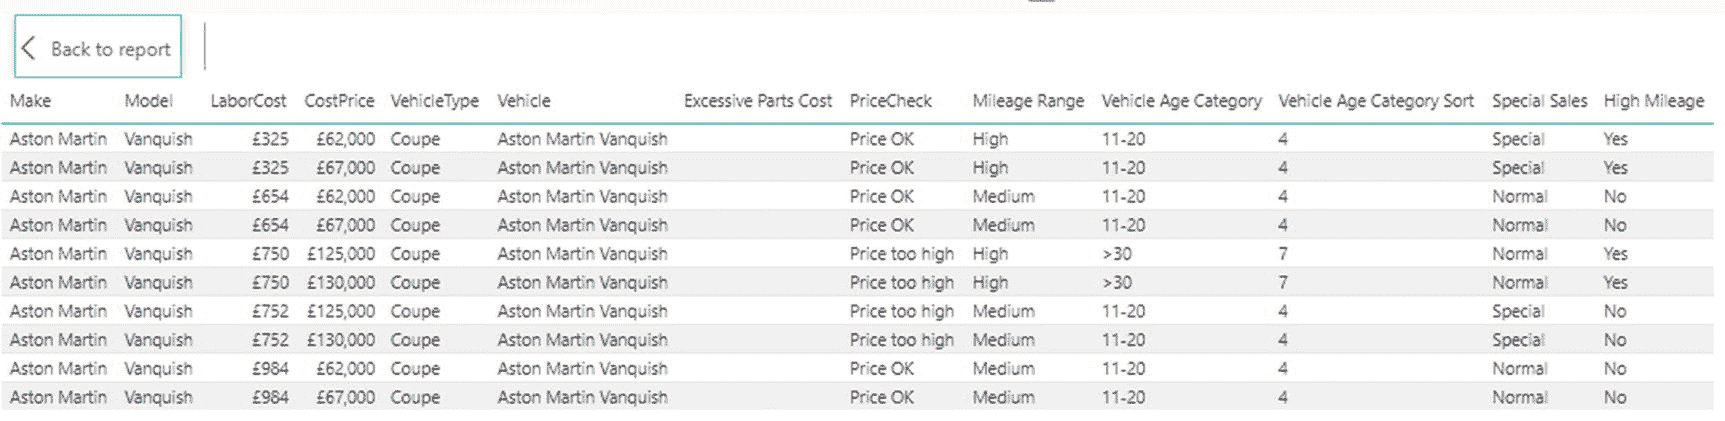 Back to report
Make Model LaborCost CostPrice VehicleType Vehicle Excessive Parts Cost PriceCheck Mileage Range Vehicle Age Category Vehicle Age Category Sort Special Sales High Mileage
Aston Martin Vanquish £325 £62,000 Coupe Aston Martin Vanquish Price OK High 11-20 4 Special Yes
Aston Martin Vanquish £325 £67,000 Coupe Aston Martin Vanquish Price OK High 11-20 4 Special Yes
Aston Martin Vanquish £654 £62,000 Coupe Aston Martin Vanquish Price OK Medium 11-20 4 Normal No
Aston Martin Vanquish £654 £67,000 Coupe Aston Martin Vanquish Price OK Medium 11-20 4 Normal No
Aston Martin Vanquish £750 £125,000 Coupe Aston Martin Vanquish Price too high High >30 7 Normal Yes
Aston Martin Vanquish £750 £130,000 Coupe Aston Martin Vanquish Price too high High >30 7 Normal Yes
Aston Martin Vanquish £752 £125,000 Coupe Aston Martin Vanquish Price too high Medium 11-20 4 Special No
Aston Martin Vanquish £752 £130,000 Coupe Aston Martin Vanquish Price too high Medium 11-20 4 Special No
Aston Martin Vanquish £984 £62,000 Coupe Aston Martin Vanquish Price OK Medium 11-20 4 Normal No
Aston Martin Vanquish £984 £67,000 Coupe Aston Martin Vanquish Price OK Medium 11-20 4 Normal No